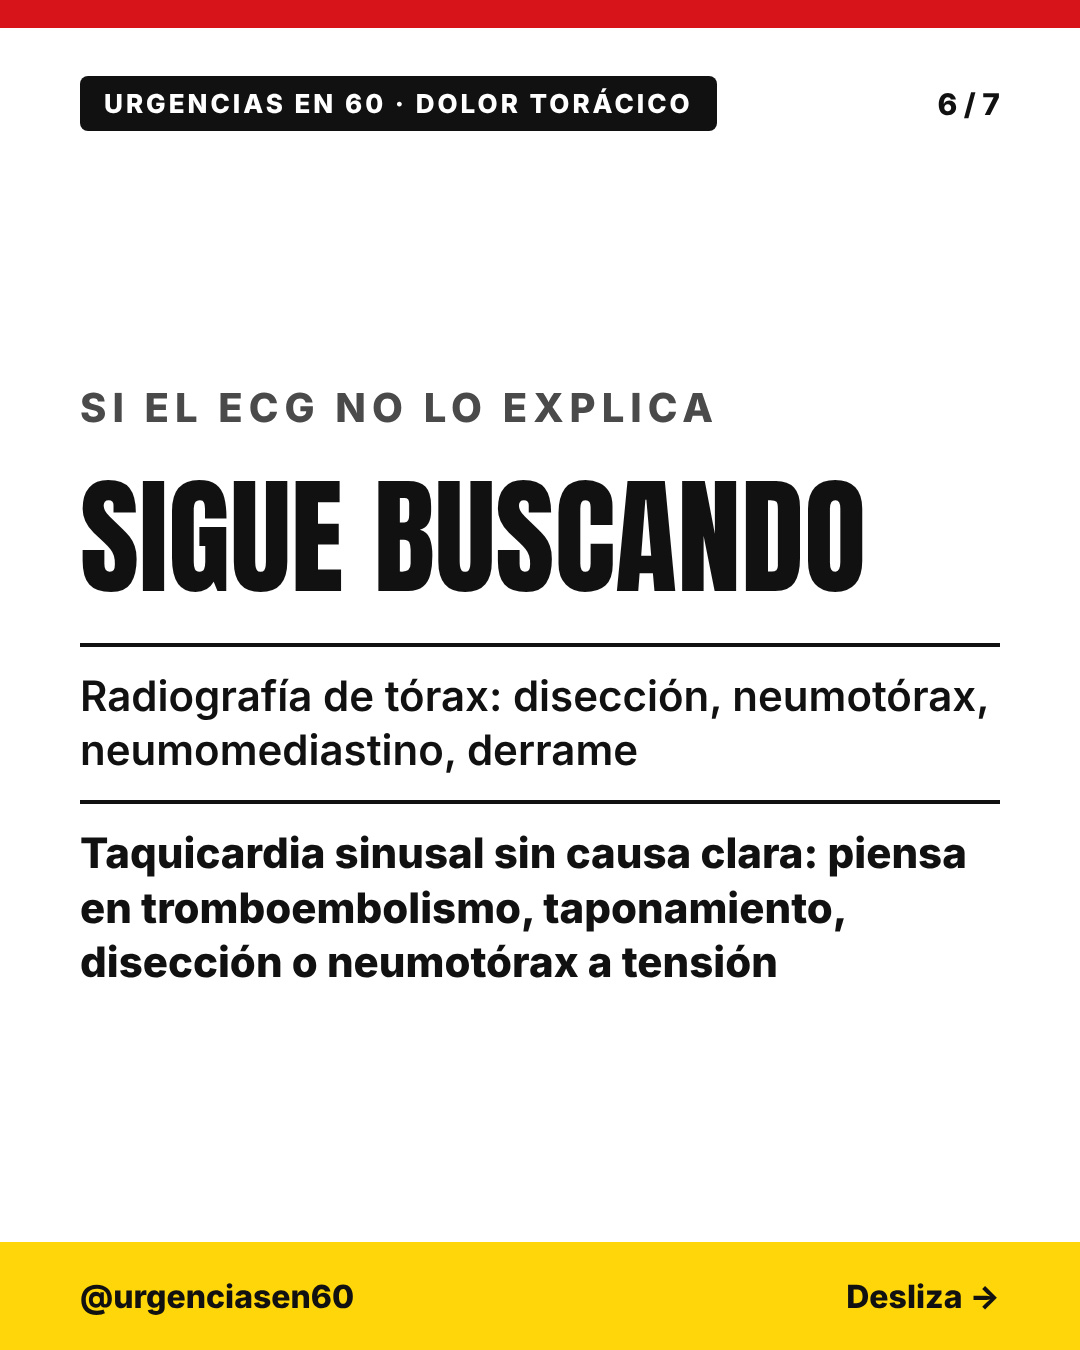 URGENCIAS EN 60 · DOLOR TORÁCICO
6 / 7
SI EL ECG NO LO EXPLICA
SIGUE BUSCANDO
Radiografía de tórax: disección, neumotórax,
neumomediastino, derrame
Taquicardia sinusal sin causa clara: piensa
en tromboembolismo, taponamiento,
disección o neumotórax a tensión
@urgenciasen60
Desliza →